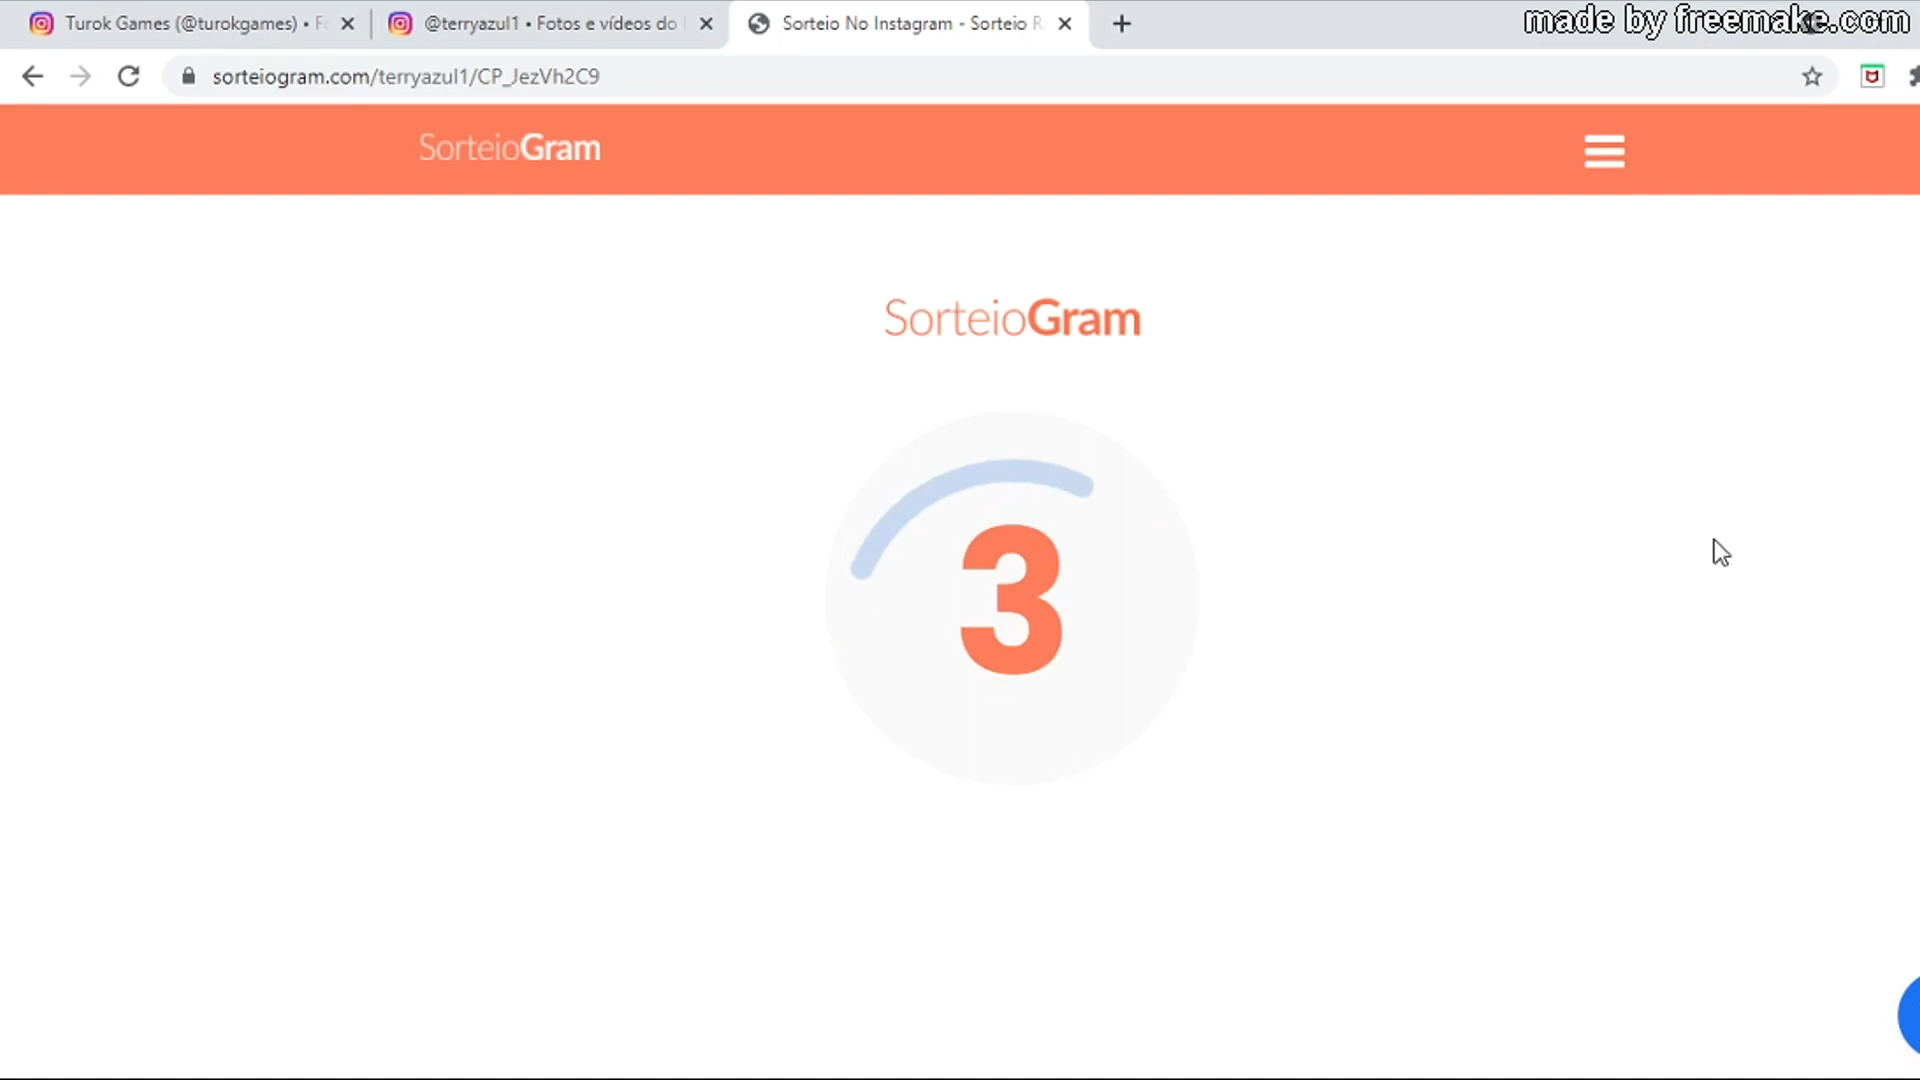 Turok Games (@turokgames) • F
@terryazul1 • Fotos e vídeos do
Sorteio No Instagram - Sorteio R
made by freemake.com
sorteiogram.com/terryazul1/CP_JezVh2C9
SorteioGram
SorteioGram
3